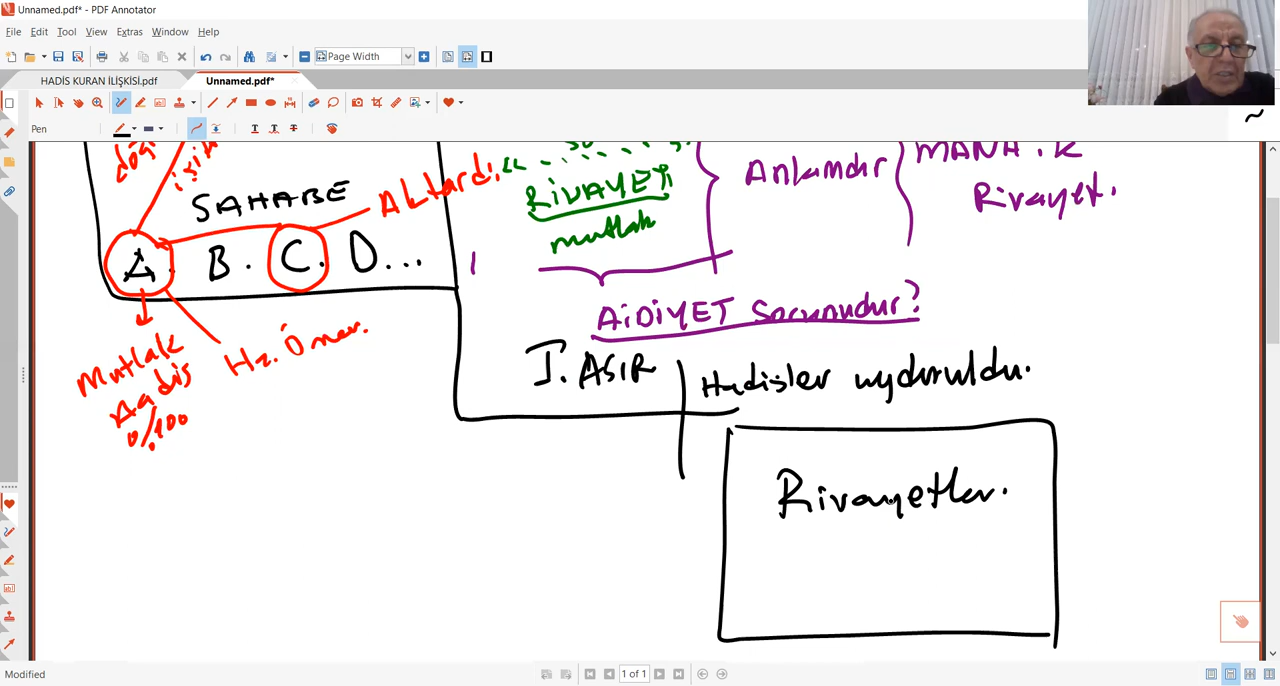 Unnamed.pdf* - PDF Annotator
File Edit Tool View Extras Window Help
Page Width
HADİS KURAN İLİŞKİSİ.pdf Unnamed.pdf*
Pen
SAHABE
Aktardı.
A. B. C. D...
RİVAYETİ
mutlak
Anlamdır
MANA
Rivayet.
AİDİYET sorunudur?
Mutlak
Hadis
%100
Hz. Ömer.
I. ASIR
Hadisler uyduruldu.
Rivayetler.
Modified
1 of 1